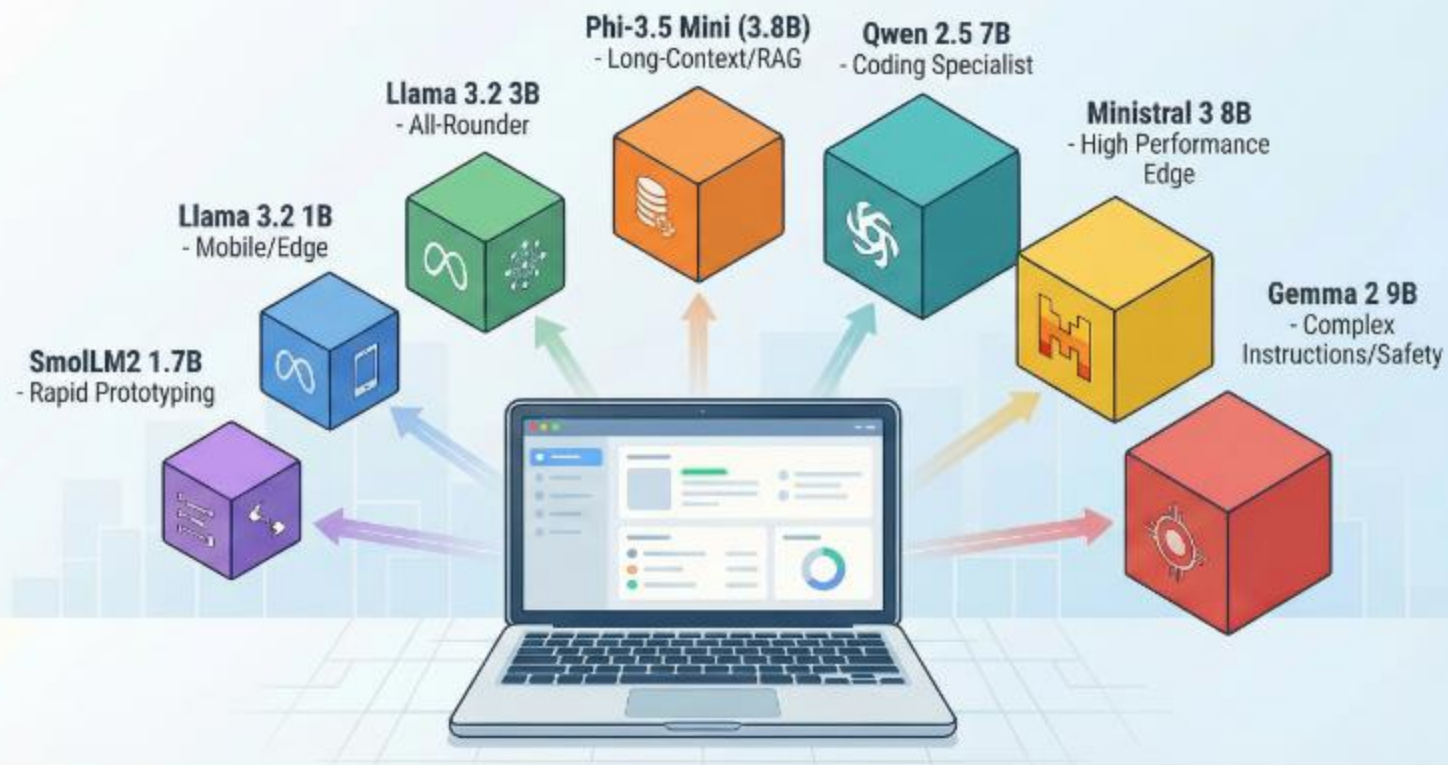 Phi-3.5 Mini (3.8B)
- Long-Context/RAG
Qwen 2.5 7B
- Coding Specialist
Llama 3.2 3B
- All-Rounder
Ministral 3 8B
- High Performance
Edge
Llama 3.2 1B
- Mobile/Edge
Gemma 2 9B
- Complex
Instructions/Safety
SmolLM2 1.7B
- Rapid Prototyping